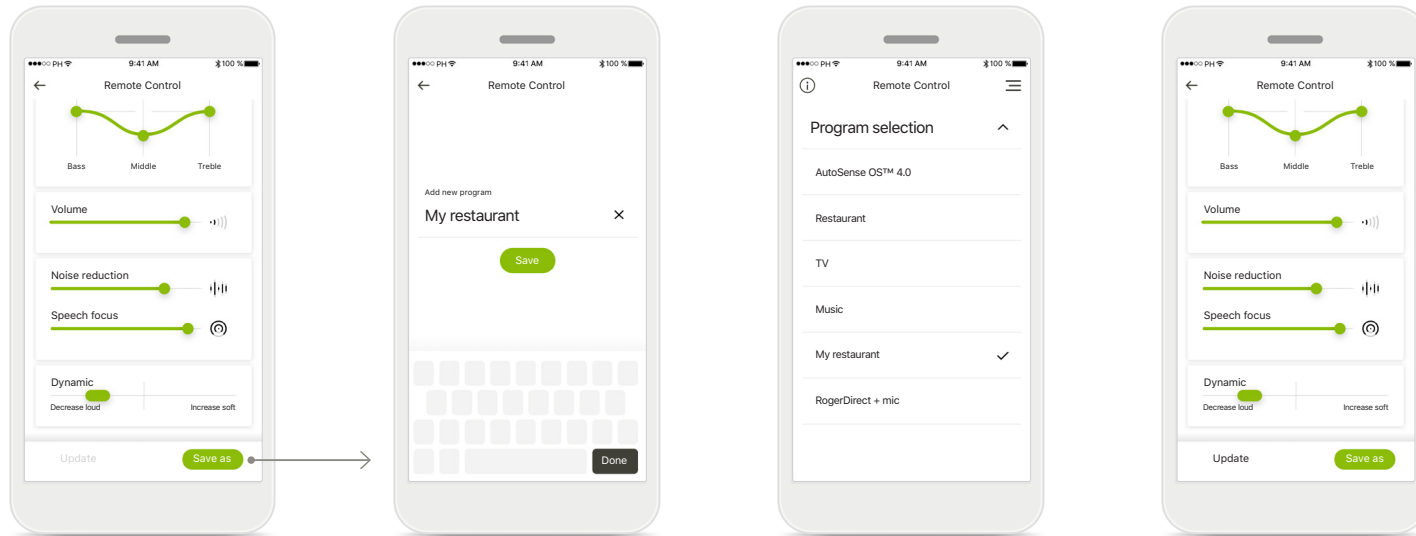 PH 9:41 AM 100 %
Remote Control
Bass Middle Treble
Volume
Noise reduction
Speech focus
Dynamic
Decrease loud Increase soft
Update Save as
PH 9:41 AM 100 %
Remote Control
Add new program
My restaurant
Save
Done
PH 9:41 AM 100 %
Remote Control
Program selection
AutoSense OS™ 4.0
Restaurant
TV
Music
My restaurant
RogerDirect + mic
PH 9:41 AM 100 %
Remote Control
Bass Middle Treble
Volume
Noise reduction
Speech focus
Dynamic
Decrease loud Increase soft
Update Save as